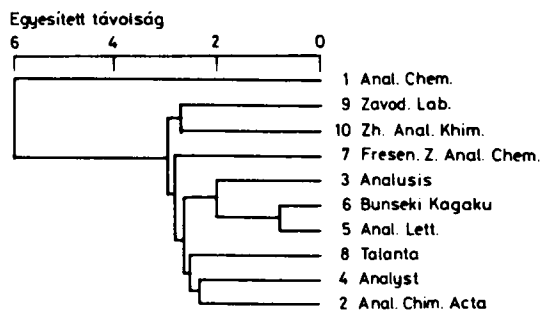 Egyesített távolság
6 4 2 0
1 Anal. Chem.
9 Zavod. Lab.
10 Zh. Anal. Khim.
7 Fresen. Z. Anal. Chem.
3 Analusis
6 Bunseki Kagaku
5 Anal. Lett.
8 Talanta
4 Analyst
2 Anal. Chim. Acta